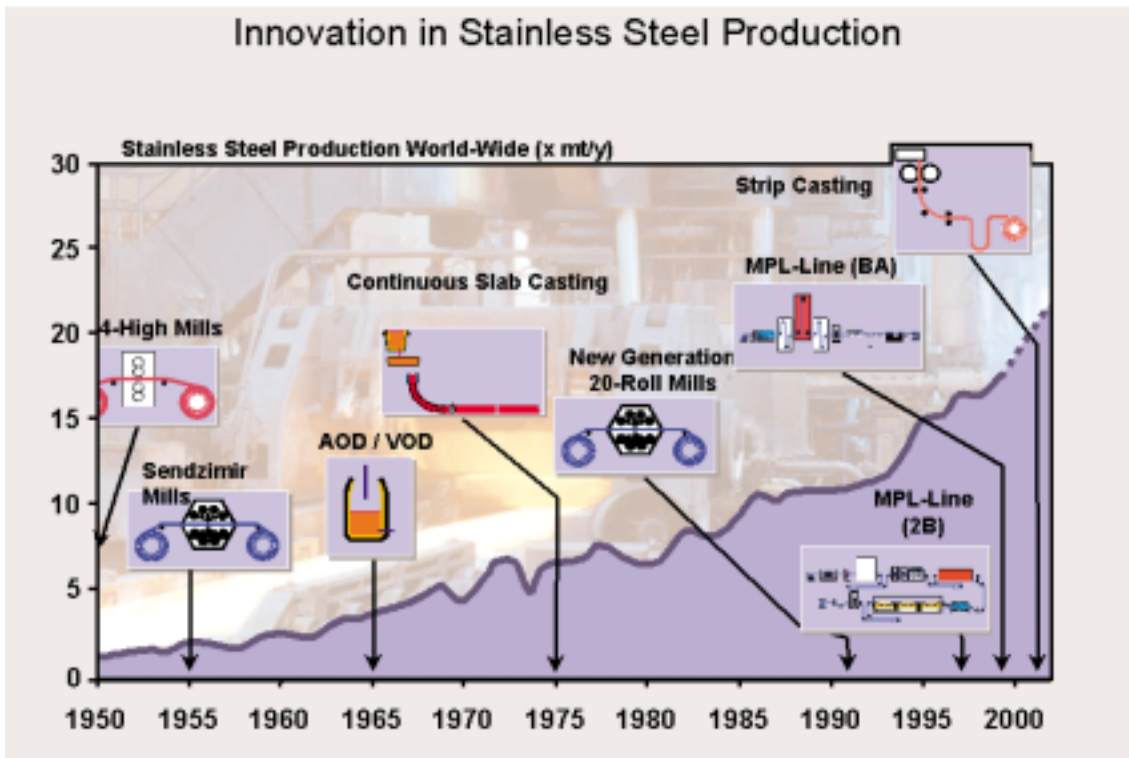 Innovation in Stainless Steel Production
Stainless Steel Production World-Wide (x mt/y)
30
25
20
15
10
5
0
4-High Mills
Sendzimir
Mills
AOD / VOD
Continuous Slab Casting
New Generation
20-Roll Mills
MPL-Line (BA)
Strip Casting
MPL-Line
(2B)
1950 1955 1960 1965 1970 1975 1980 1985 1990 1995 2000